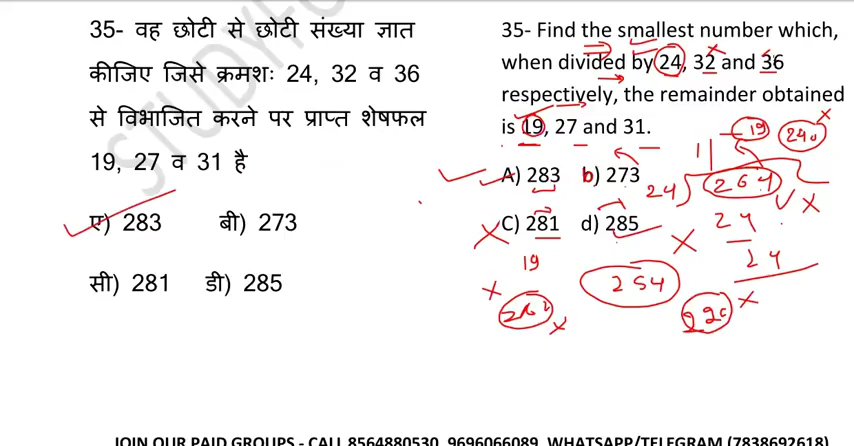 35- वह छोटी से छोटी संख्या ज्ञात
कीजिए जिसे क्रमशः 24, 32 व 36
से विभाजित करने पर प्राप्त शेषफल
19, 27 व 31 है
ए) 283 बी) 273
सी) 281 डी) 285
35- Find the smallest number which,
when divided by 24, 32 and 36
respectively, the remainder obtained
is 19, 27 and 31.
A) 283 b) 273
C) 281 d) 285
19
240
11
24) 264
24
24
19
254
220
JOIN OUR PAID GROUPS - CALL 8564880530, 9696066089, WHATSAPP/TELEGRAM (7838692618)